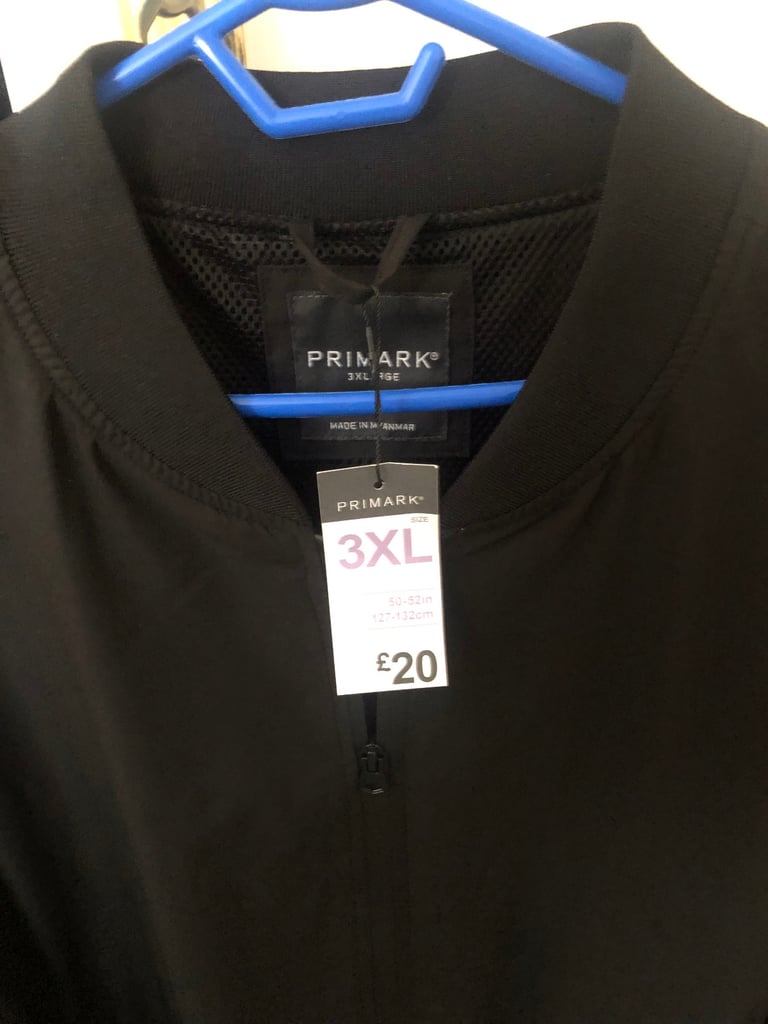 PRIMARK®
3XLARGE
MADE IN MYANMAR
PRIMARK®
SIZE
3XL
50-52in
127-132cm
£20